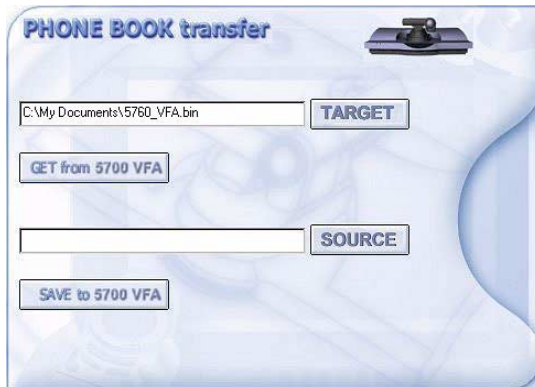 PHONE BOOK transfer
C:\My Documents\5760_VFA.bin
TARGET
GET from 5700 VFA
SOURCE
SAVE to 5700 VFA